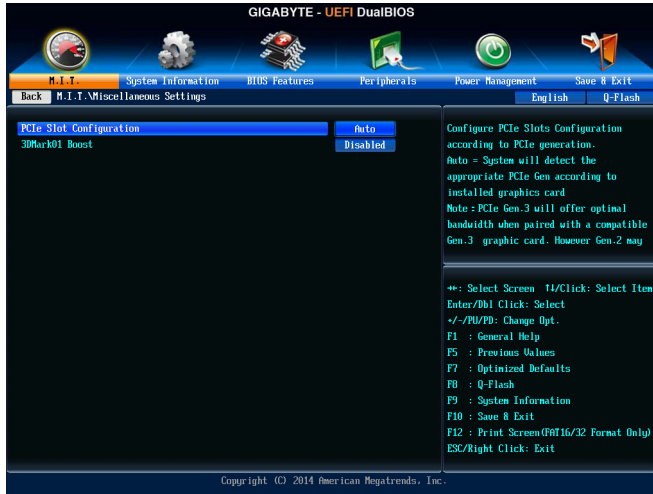 GIGABYTE - UEFI DualBIOS
M.I.T. System Information BIOS Features Peripherals Power Management Save & Exit
Back M.I.T.\Miscellaneous Settings English Q-Flash
PCIe Slot Configuration Auto
3DMark01 Boost Disabled
Configure PCIe Slots Configuration
according to PCIe generation.
Auto = System will detect the
appropriate PCIe Gen according to
installed graphics card
Note : PCIe Gen.3 will offer optimal
bandwidth when paired with a compatible
Gen.3 graphic card. However Gen.2 may
→←: Select Screen ↑↓/Click: Select Item
Enter/Dbl Click: Select
+/-/PU/PD: Change Opt.
F1 : General Help
F5 : Previous Values
F7 : Optimized Defaults
F8 : Q-Flash
F9 : System Information
F10 : Save & Exit
F12 : Print Screen(FAT16/32 Format Only)
ESC/Right Click: Exit
Copyright (C) 2014 American Megatrends, Inc.